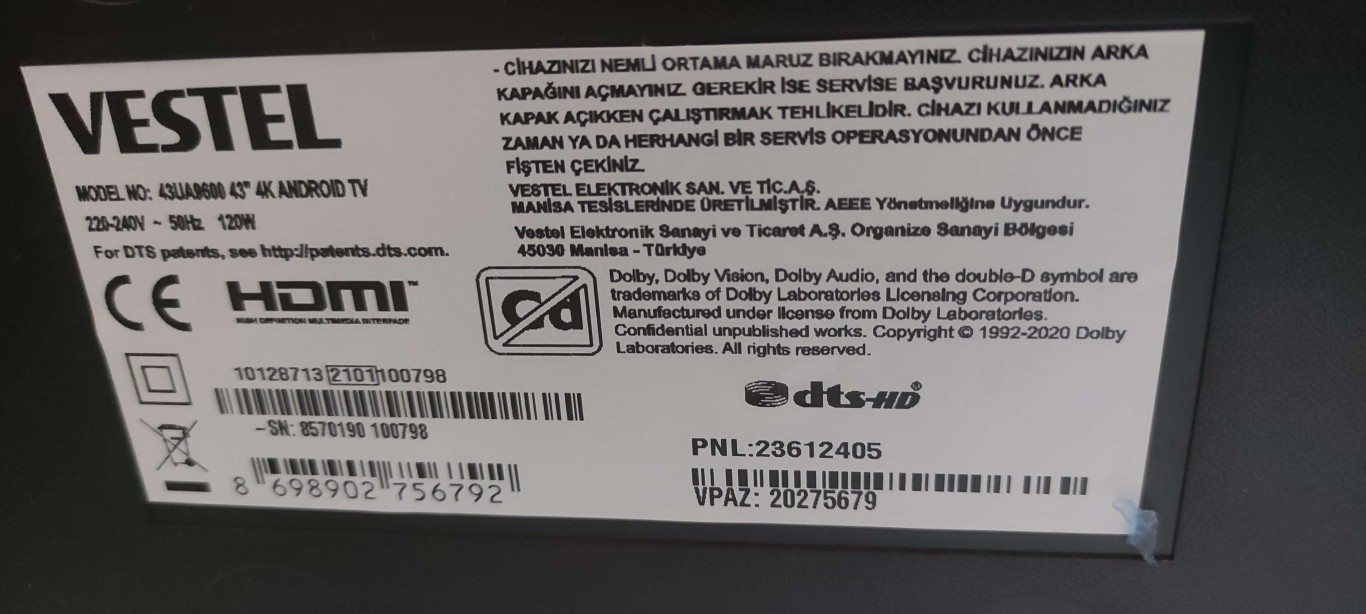 VESTEL
MODEL NO: 43UA9600 43" 4K ANDROID TV
220-240V ~ 50Hz 120W
For DTS patents, see http://patents.dts.com.
CE
HDMI™
HIGH DEFINITION MULTIMEDIA INTERFACE
10128713 2101 100798
-SN: 8570190 100798
8 698902 756792
- CİHAZINIZI NEMLİ ORTAMA MARUZ BIRAKMAYINIZ. CİHAZINIZIN ARKA
KAPAĞINI AÇMAYINIZ. GEREKİR İSE SERVİSE BAŞVURUNUZ. ARKA
KAPAK AÇIKKEN ÇALIŞTIRMAK TEHLİKELİDİR. CİHAZI KULLANMADIĞINIZ
ZAMAN YA DA HERHANGİ BİR SERVİS OPERASYONUNDAN ÖNCE
FİŞTEN ÇEKİNİZ.
VESTEL ELEKTRONİK SAN. VE TİC.A.Ş.
MANİSA TESİSLERİNDE ÜRETİLMİŞTİR. AEEE Yönetmeliğine Uygundur.
Vestel Elektronik Sanayi ve Ticaret A.Ş. Organize Sanayi Bölgesi
45030 Manisa - Türkiye
Cd
Dolby, Dolby Vision, Dolby Audio, and the double-D symbol are
trademarks of Dolby Laboratories Licensing Corporation.
Manufactured under license from Dolby Laboratories.
Confidential unpublished works. Copyright © 1992-2020 Dolby
Laboratories. All rights reserved.
dts-HD®
PNL:23612405
VPAZ: 20275679